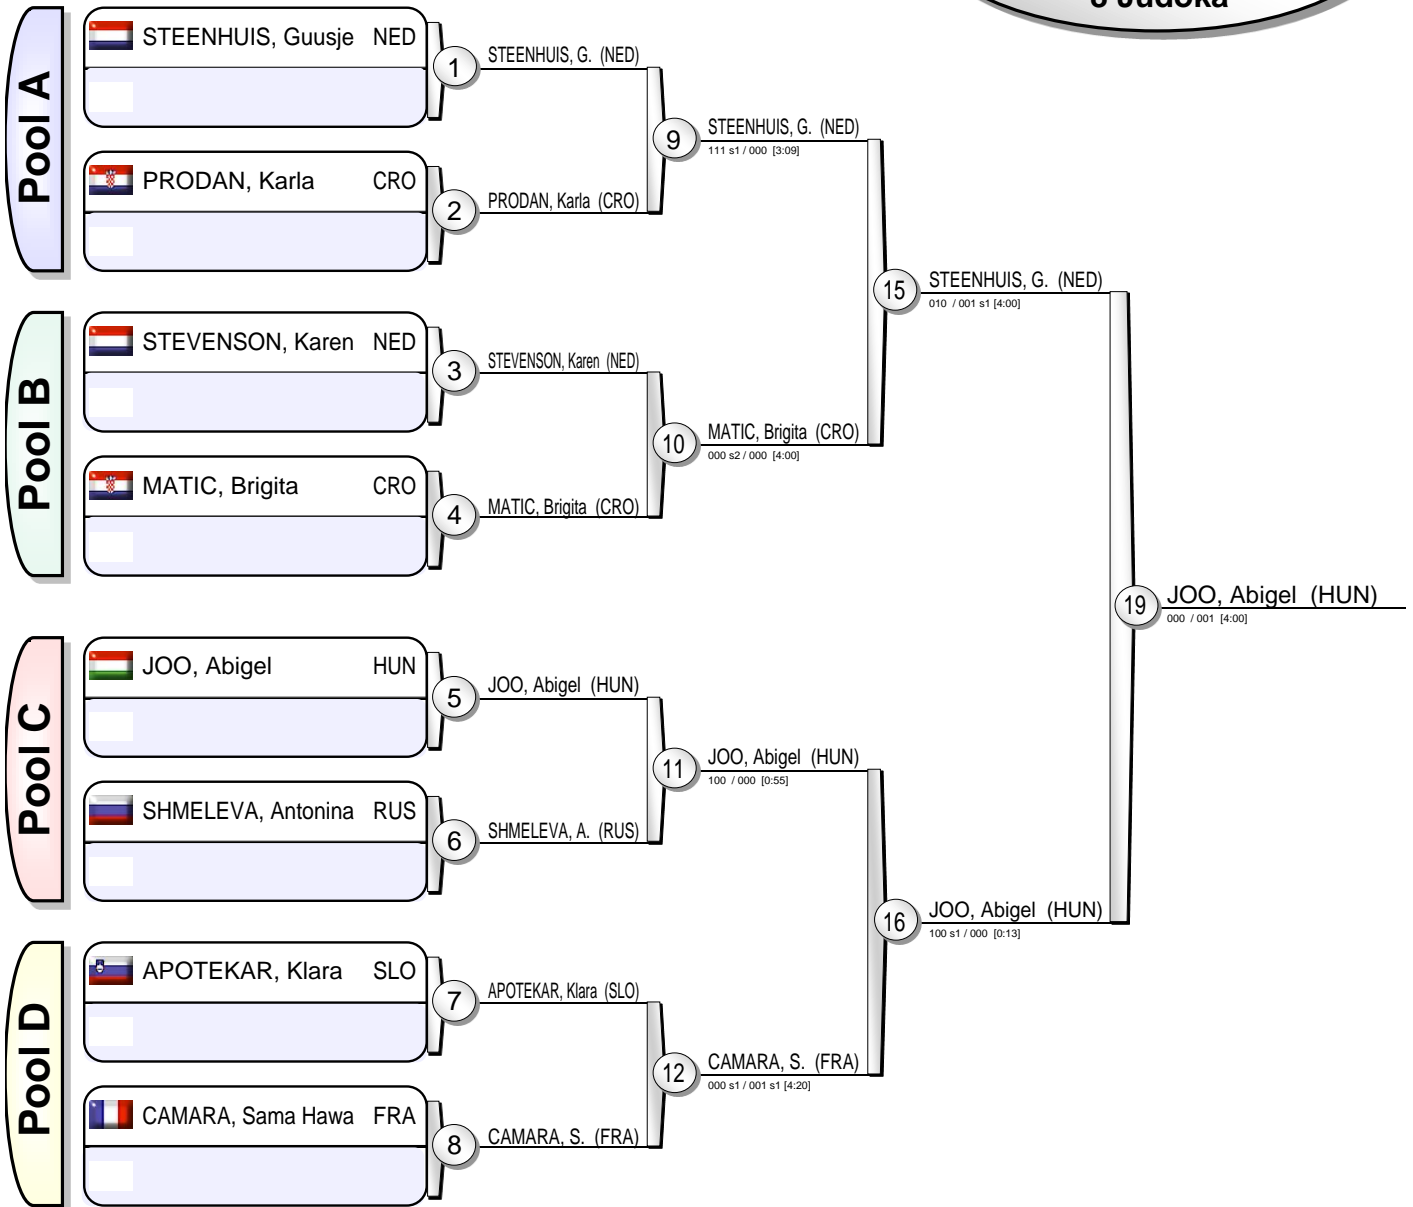 8 Judoka
Pool A
STEENHUIS, Guusje NED
1
STEENHUIS, G. (NED)
9
STEENHUIS, G. (NED)
111 s1 / 000 [3:09]
PRODAN, Karla CRO
2
PRODAN, Karla (CRO)
15
STEENHUIS, G. (NED)
010 / 001 s1 [4:00]
Pool B
STEVENSON, Karen NED
3
STEVENSON, Karen (NED)
10
MATIC, Brigita (CRO)
000 s2 / 000 [4:00]
MATIC, Brigita CRO
4
MATIC, Brigita (CRO)
19
JOO, Abigel (HUN)
000 / 001 [4:00]
Pool C
JOO, Abigel HUN
5
JOO, Abigel (HUN)
11
JOO, Abigel (HUN)
100 / 000 [0:55]
SHMELEVA, Antonina RUS
6
SHMELEVA, A. (RUS)
16
JOO, Abigel (HUN)
100 s1 / 000 [0:13]
Pool D
APOTEKAR, Klara SLO
7
APOTEKAR, Klara (SLO)
12
CAMARA, S. (FRA)
000 s1 / 001 s1 [4:20]
CAMARA, Sama Hawa FRA
8
CAMARA, S. (FRA)